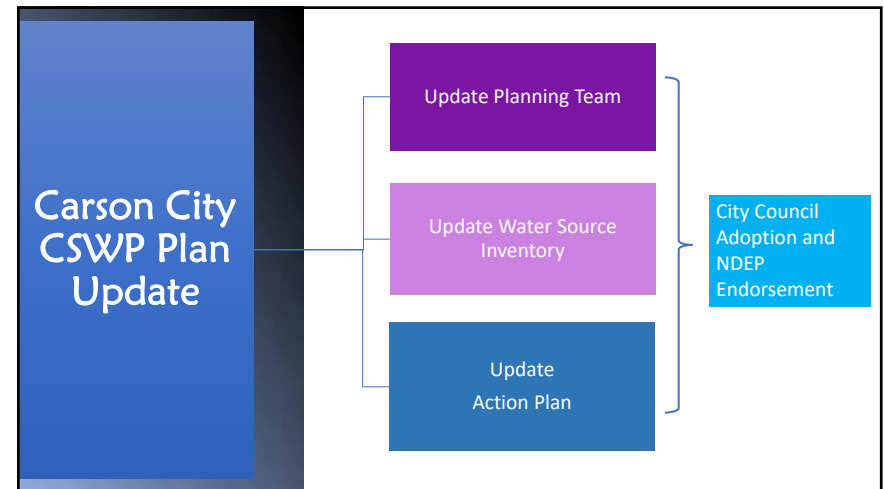 Carson City
CSWP Plan
Update
Update Planning Team
Update Water Source
Inventory
Update
Action Plan
City Council
Adoption and
NDEP
Endorsement